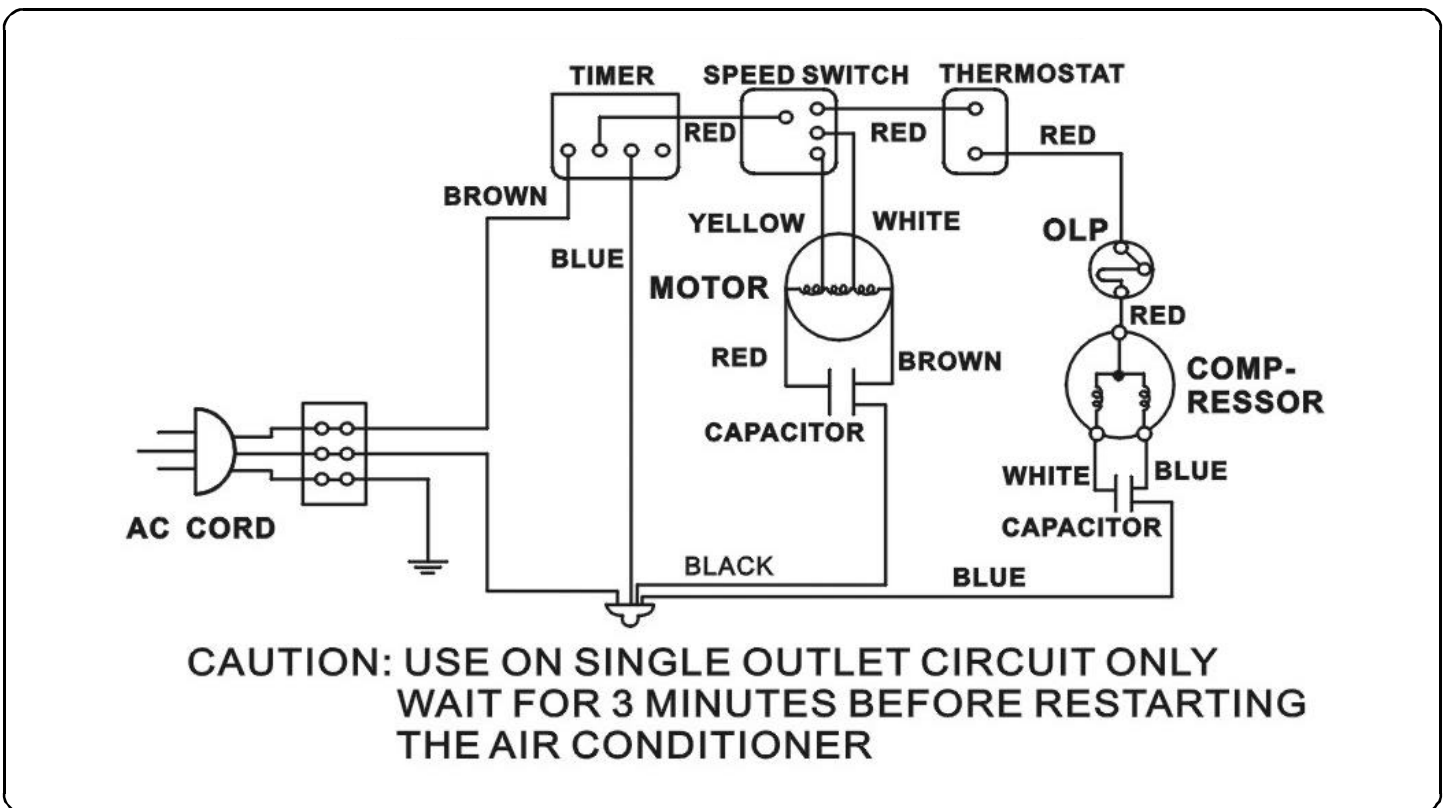 TIMER
SPEED SWITCH
THERMOSTAT
RED
RED
RED
BROWN
YELLOW
WHITE
OLP
BLUE
MOTOR
RED
RED
BROWN
COMP-
RESSOR
CAPACITOR
WHITE
BLUE
AC CORD
CAPACITOR
BLACK
BLUE
CAUTION: USE ON SINGLE OUTLET CIRCUIT ONLY
WAIT FOR 3 MINUTES BEFORE RESTARTING
THE AIR CONDITIONER